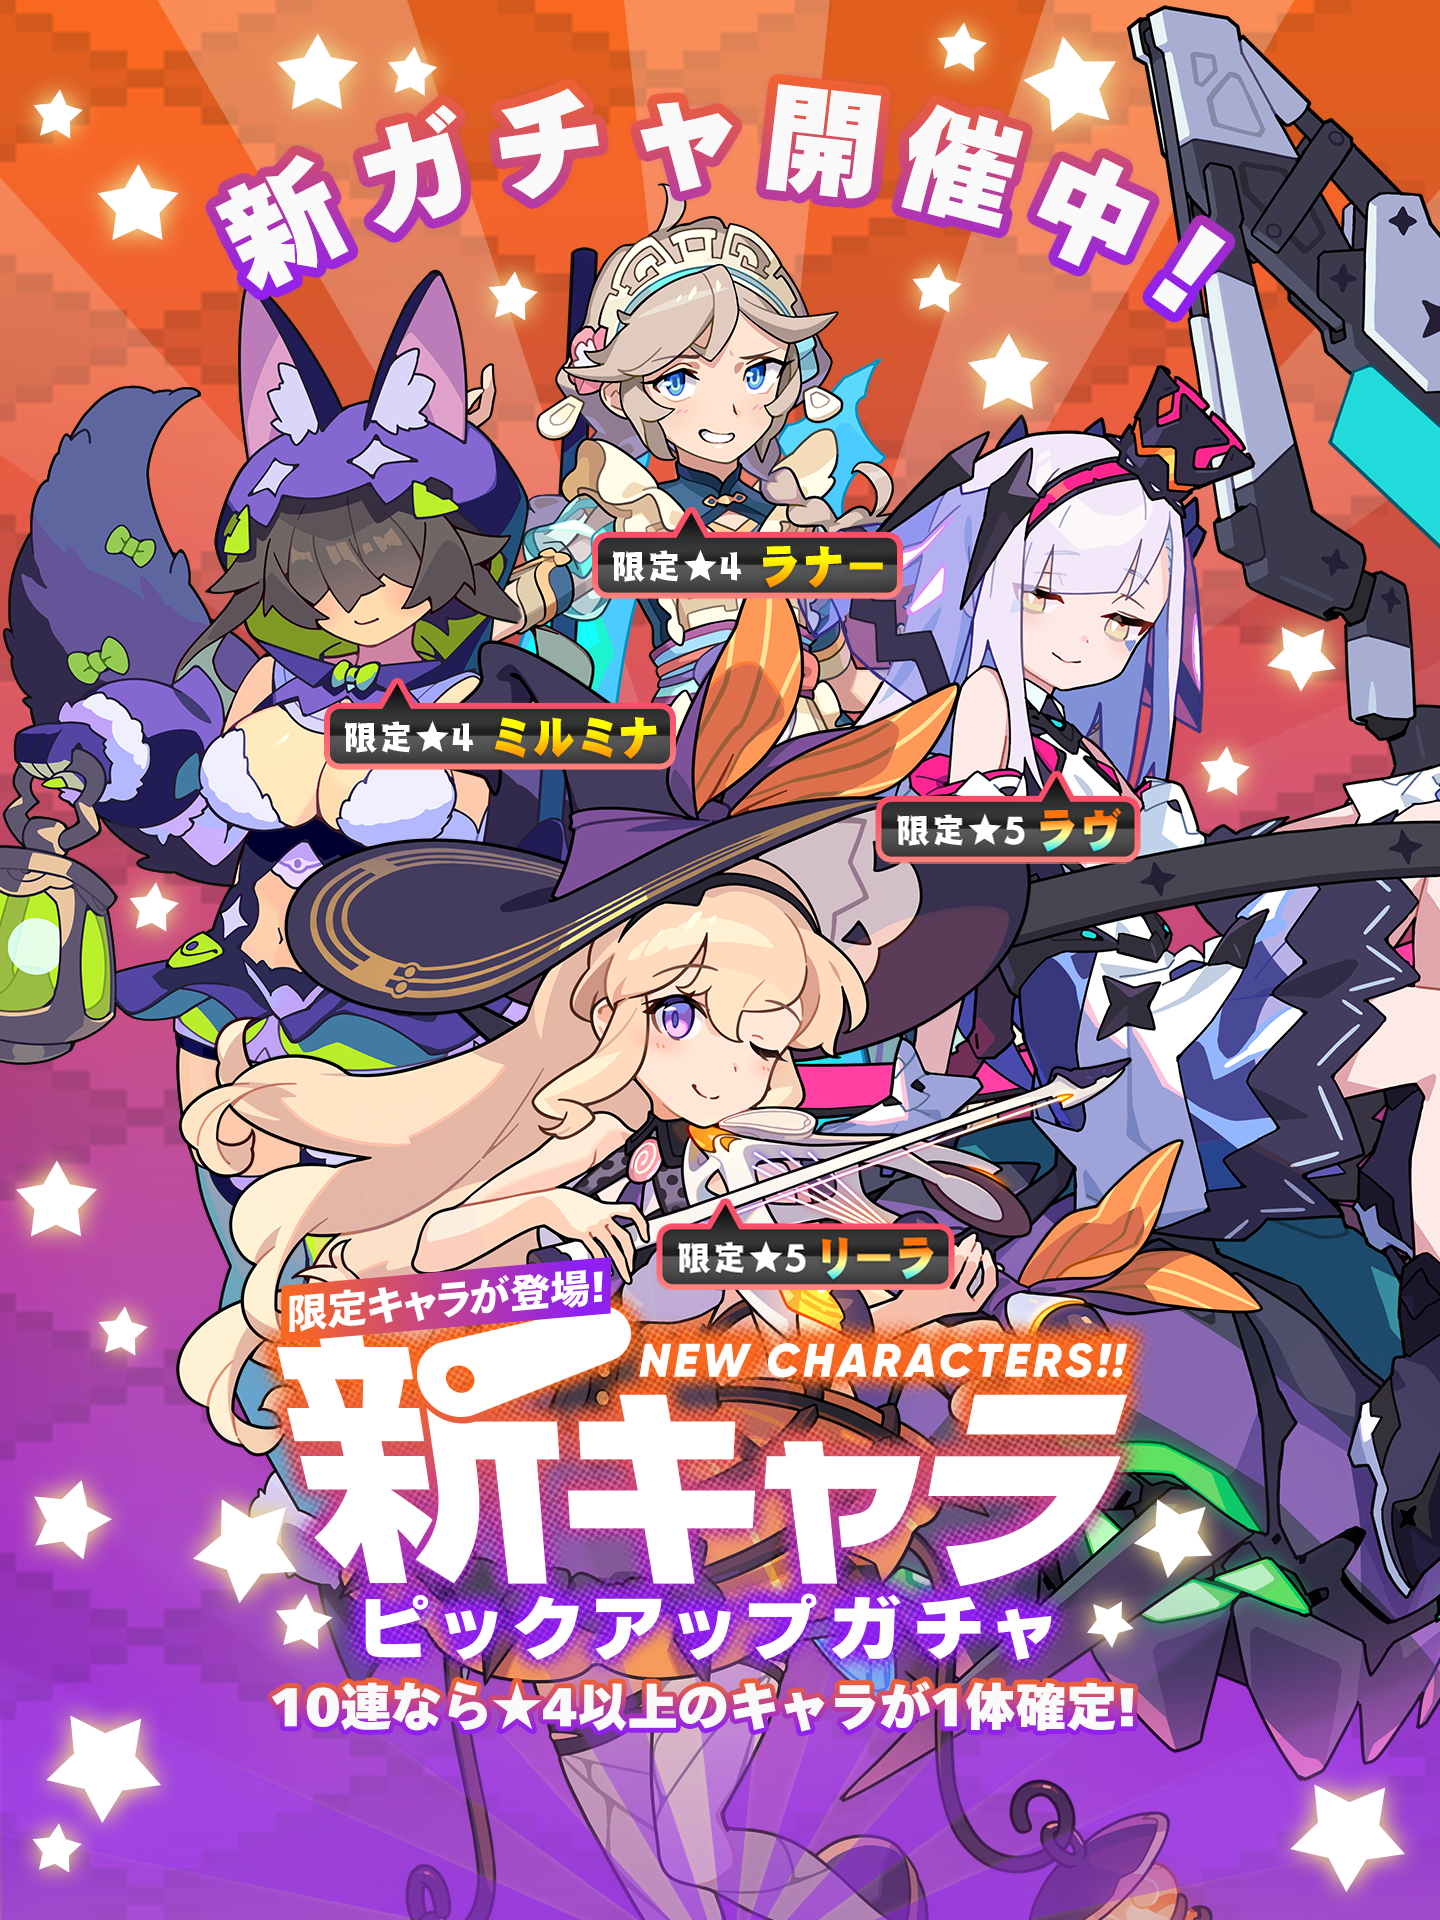 新ガチャ開催中!
限定★4 ラナー
限定★4 ミルミナ
限定★5 ラヴ
限定★5 リーラ
限定キャラが登場!
NEW CHARACTERS!!
新キャラ
ピックアップガチャ
10連なら★4以上のキャラが1体確定!